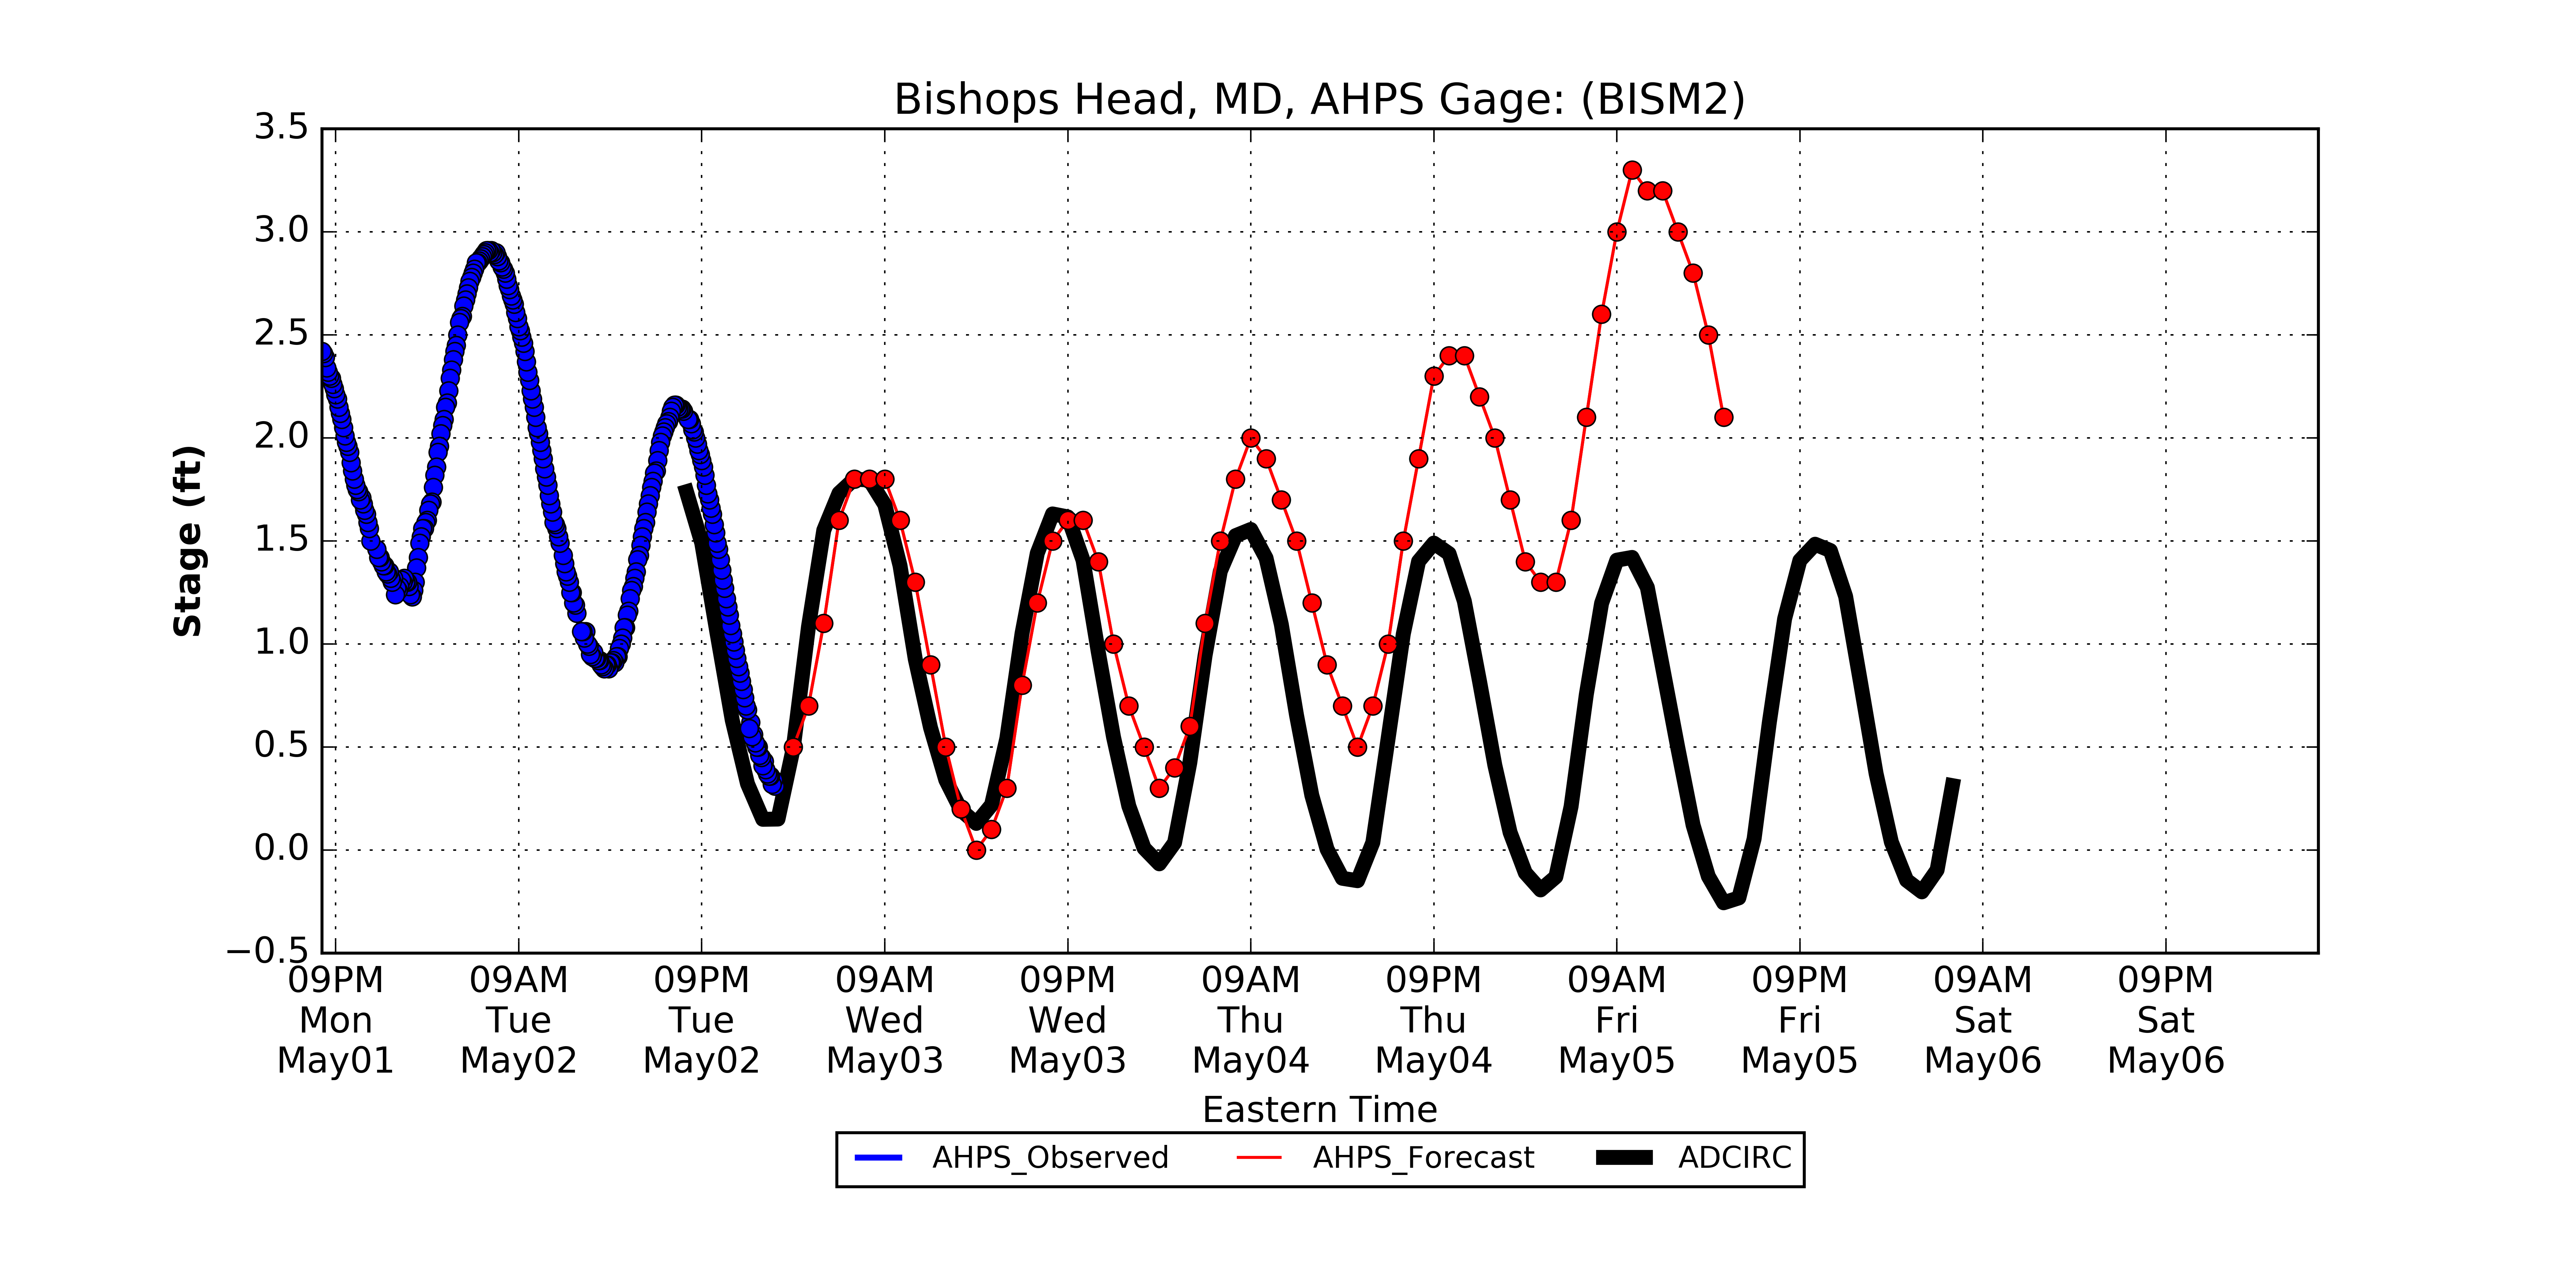 Bishops Head, MD, AHPS Gage: (BISM2)
3.5
3.0
2.5
2.0
1.5
1.0
0.5
0.0
−0.5
Stage (ft)
09PM 09AM 09PM 09AM 09PM 09AM 09PM 09AM 09PM 09AM 09PM
Mon Tue Tue Wed Wed Thu Thu Fri Fri Sat Sat
May01 May02 May02 May03 May03 May04 May04 May05 May05 May06 May06
Eastern Time
AHPS_Observed AHPS_Forecast ADCIRC